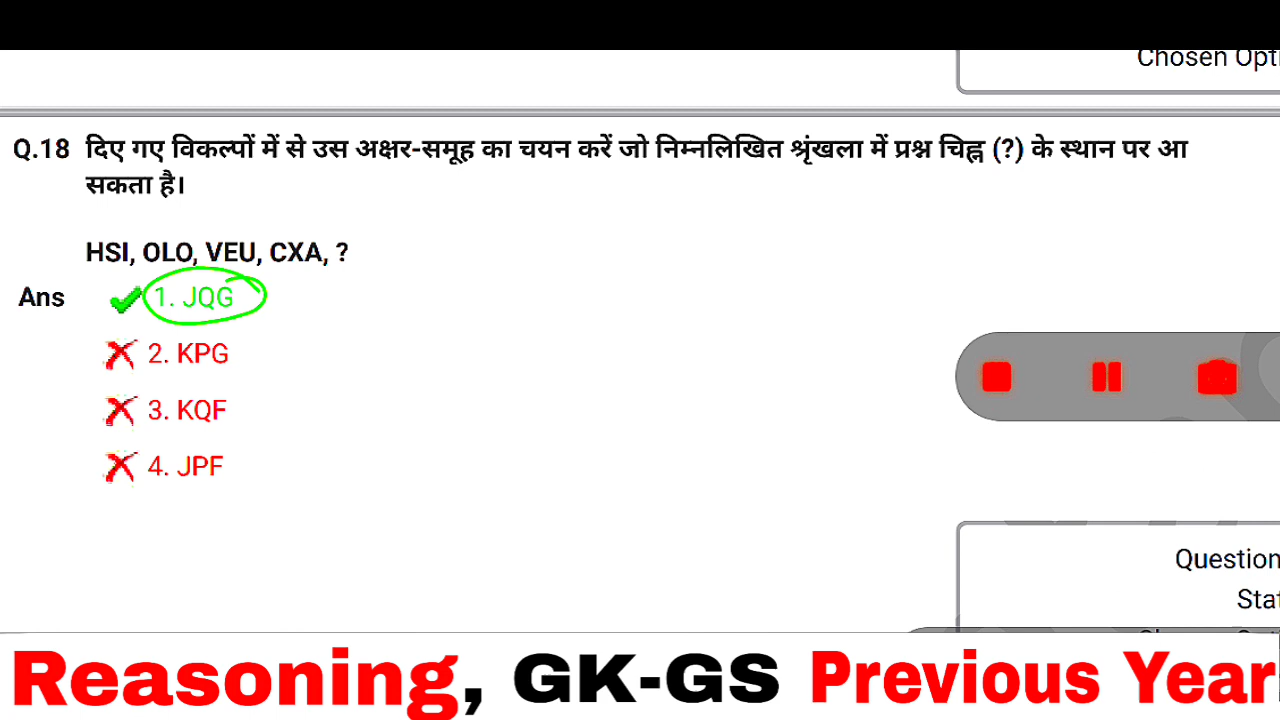 Chosen Opti
Q.18 दिए गए विकल्पों में से उस अक्षर-समूह का चयन करें जो निम्नलिखित श्रृंखला में प्रश्न चिह्न (?) के स्थान पर आ
सकता है।
HSI, OLO, VEU, CXA, ?
Ans 1. JQG
2. KPG
3. KQF
4. JPF
Question
Stat
Reasoning, GK-GS Previous Year